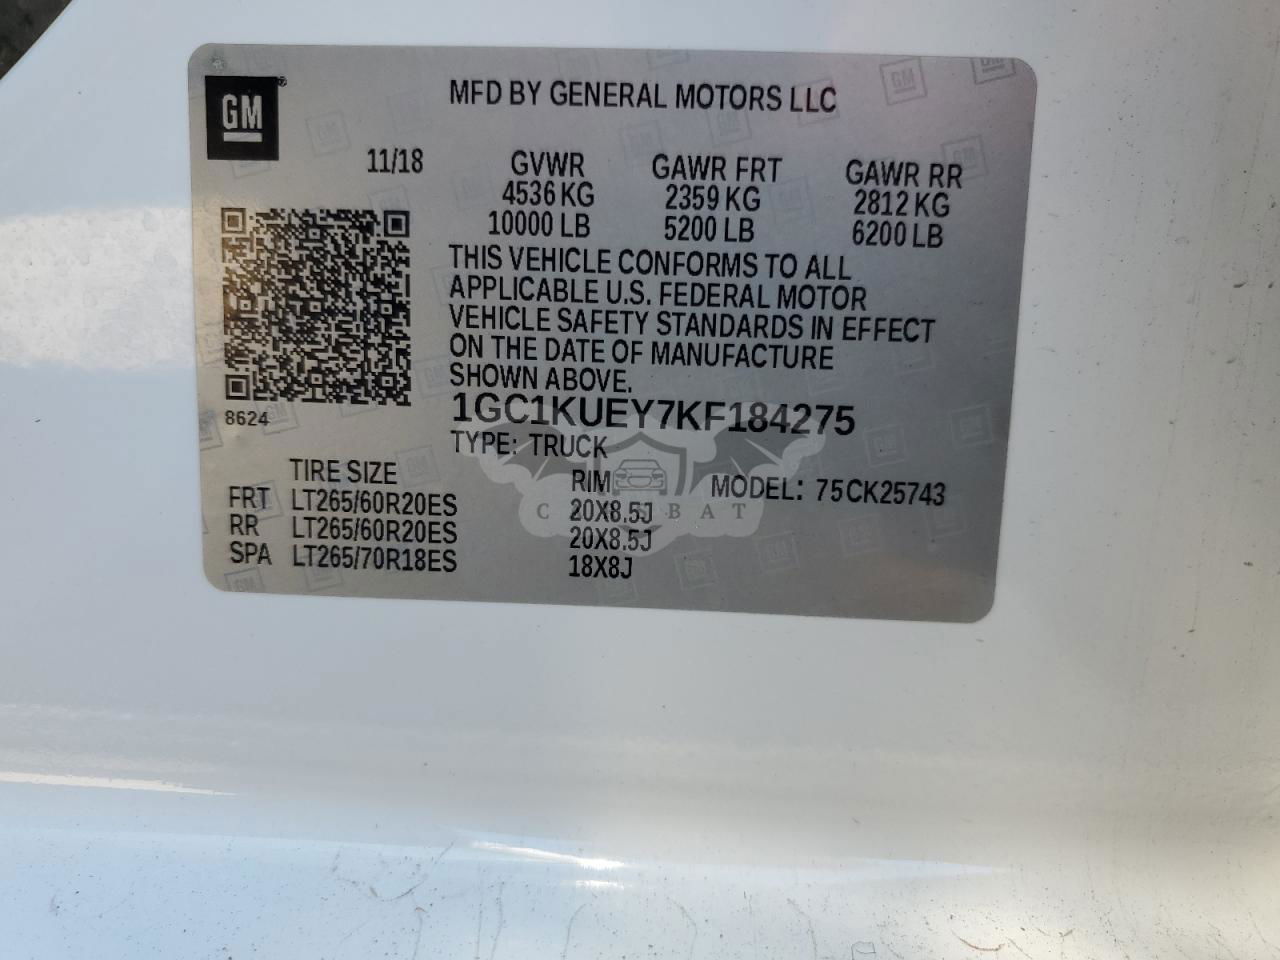 GM
MFD BY GENERAL MOTORS LLC
11/18 GVWR GAWR FRT GAWR RR
4536 KG 2359 KG 2812 KG
10000 LB 5200 LB 6200 LB
THIS VEHICLE CONFORMS TO ALL
APPLICABLE U.S. FEDERAL MOTOR
VEHICLE SAFETY STANDARDS IN EFFECT
ON THE DATE OF MANUFACTURE
SHOWN ABOVE.
8624
1GC1KUEY7KF184275
TYPE: TRUCK
TIRE SIZE RIM MODEL: 75CK25743
FRT LT265/60R20ES 20X8.5J
RR LT265/60R20ES 20X8.5J
SPA LT265/70R18ES 18X8J